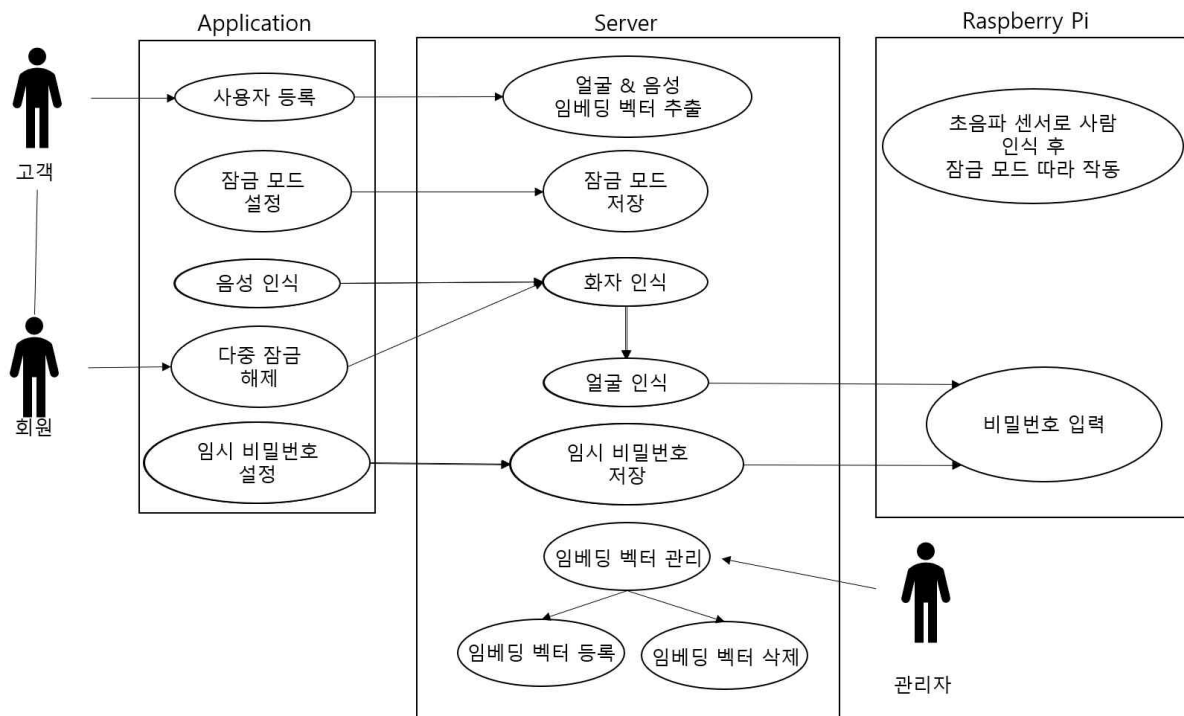 Application
Server
Raspberry Pi
고객
회원
관리자
사용자 등록
잠금 모드
설정
음성 인식
다중 잠금
해제
임시 비밀번호
설정
얼굴 & 음성
임베딩 벡터 추출
잠금 모드
저장
화자 인식
얼굴 인식
임시 비밀번호
저장
임베딩 벡터 관리
임베딩 벡터 등록
임베딩 벡터 삭제
초음파 센서로 사람
인식 후
잠금 모드 따라 작동
비밀번호 입력